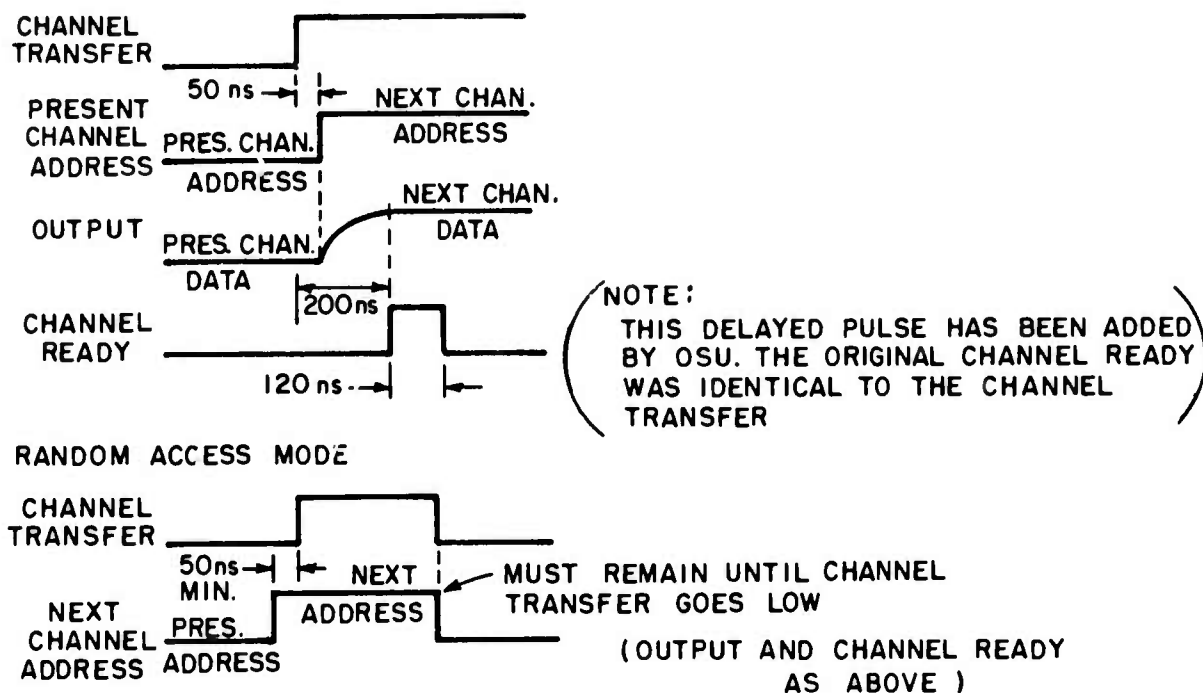 CHANNEL
TRANSFER
50 ns
PRESENT
CHANNEL
ADDRESS
PRES. CHAN.
ADDRESS
NEXT CHAN.
ADDRESS
OUTPUT
PRES. CHAN.
DATA
NEXT CHAN.
DATA
200 ns
CHANNEL
READY
120 ns
NOTE:
THIS DELAYED PULSE HAS BEEN ADDED
BY OSU. THE ORIGINAL CHANNEL READY
WAS IDENTICAL TO THE CHANNEL
TRANSFER
RANDOM ACCESS MODE
CHANNEL
TRANSFER
50ns
MIN.
NEXT
CHANNEL
ADDRESS
PRES.
ADDRESS
NEXT
ADDRESS
MUST REMAIN UNTIL CHANNEL
TRANSFER GOES LOW
(OUTPUT AND CHANNEL READY
AS ABOVE)